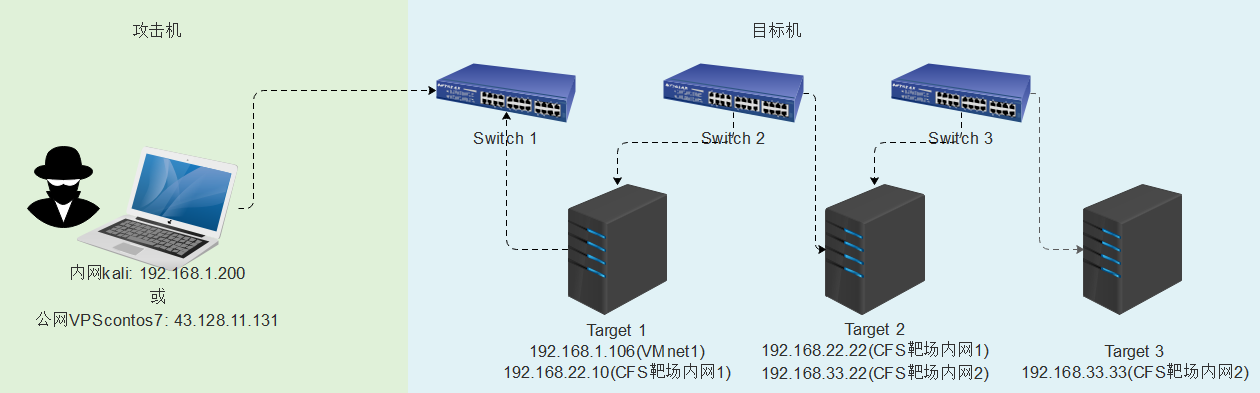 攻击机
目标机
NETGEAR
NETGEAR
NETGEAR
Switch 1
Switch 2
Switch 3
内网kali: 192.168.1.200
或
公网VPScontos7: 43.128.11.131
Target 1
192.168.1.106(VMnet1)
192.168.22.10(CFS靶场内网1)
Target 2
192.168.22.22(CFS靶场内网1)
192.168.33.22(CFS靶场内网2)
Target 3
192.168.33.33(CFS靶场内网2)